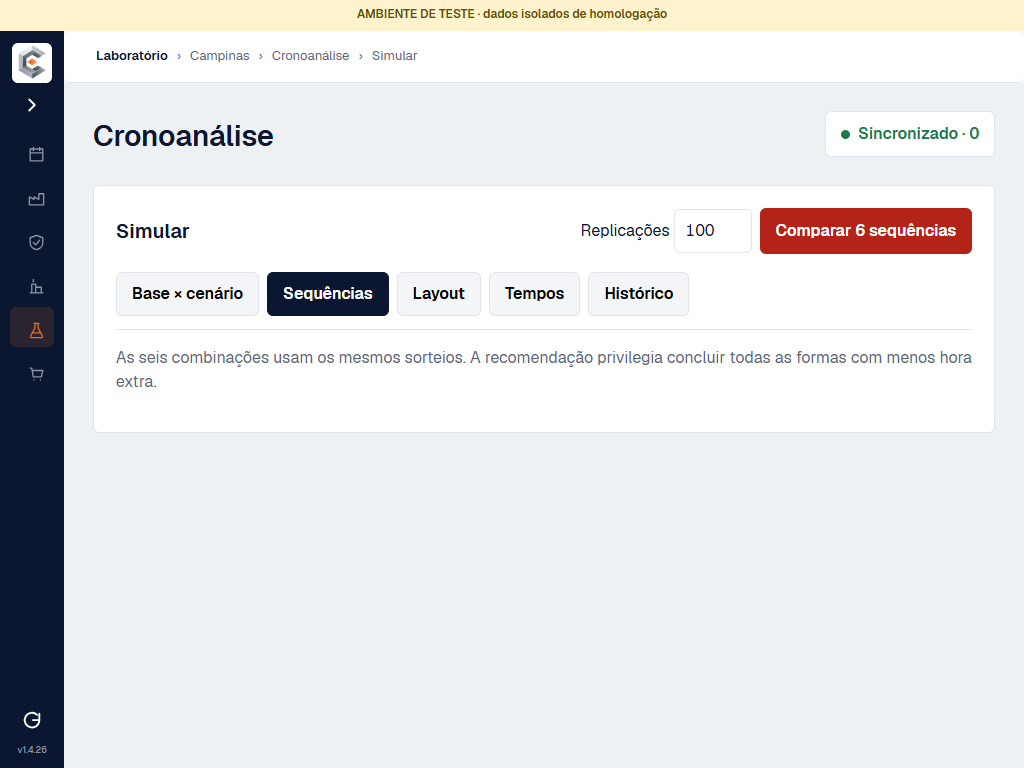 AMBIENTE DE TESTE · dados isolados de homologação
Laboratório › Campinas › Cronoanálise › Simular
Cronoanálise
Sincronizado · 0
Simular
Replicações 100 Comparar 6 sequências
Base × cenário Sequências Layout Tempos Histórico
As seis combinações usam os mesmos sorteios. A recomendação privilegia concluir todas as formas com menos hora
extra.
v1.4.26